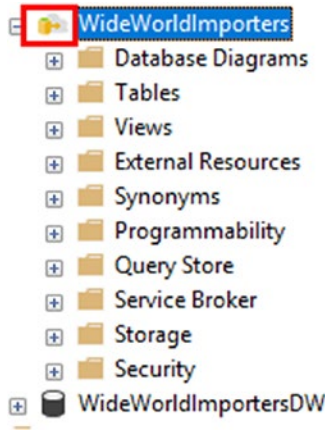 WideWorldImporters
Database Diagrams
Tables
Views
External Resources
Synonyms
Programmability
Query Store
Service Broker
Storage
Security
WideWorldImportersDW